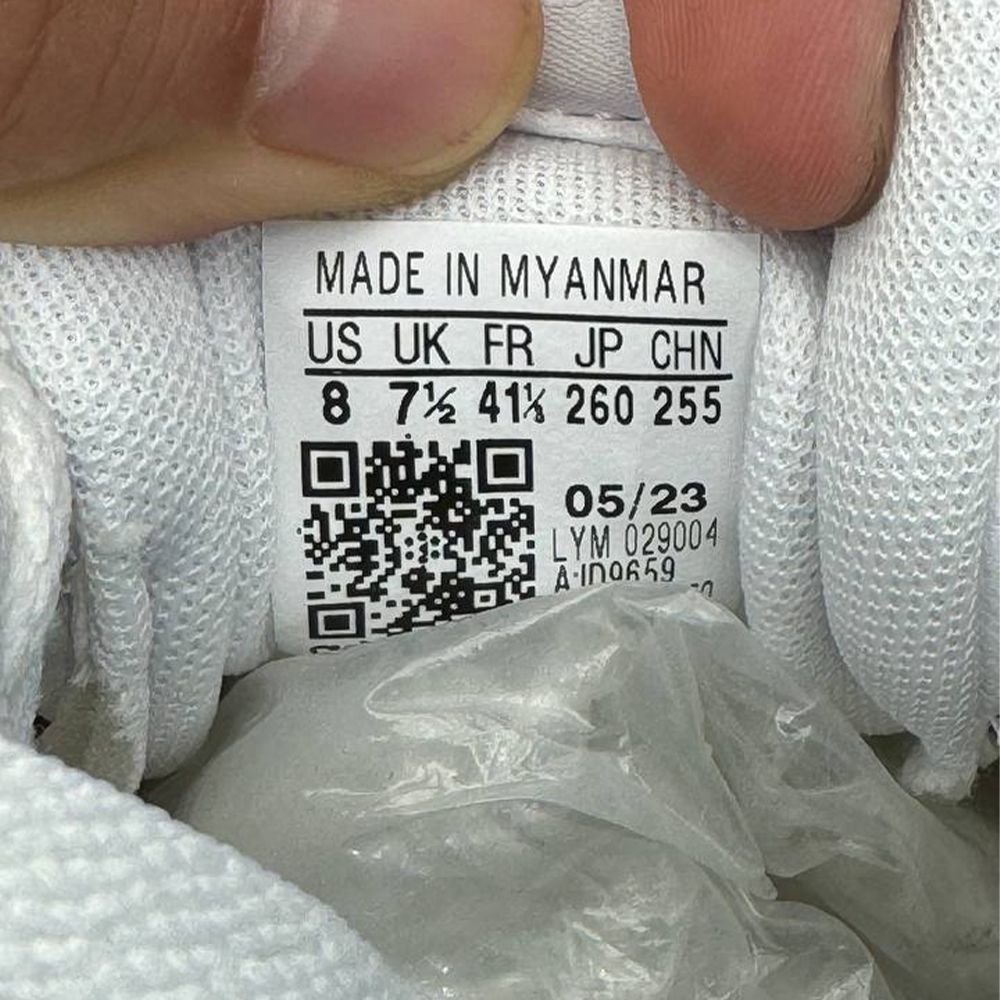 MADE IN MYANMAR
US UK FR JP CHN
8 7½ 41⅓ 260 255
05/23
LYM 029004
A:ID9659